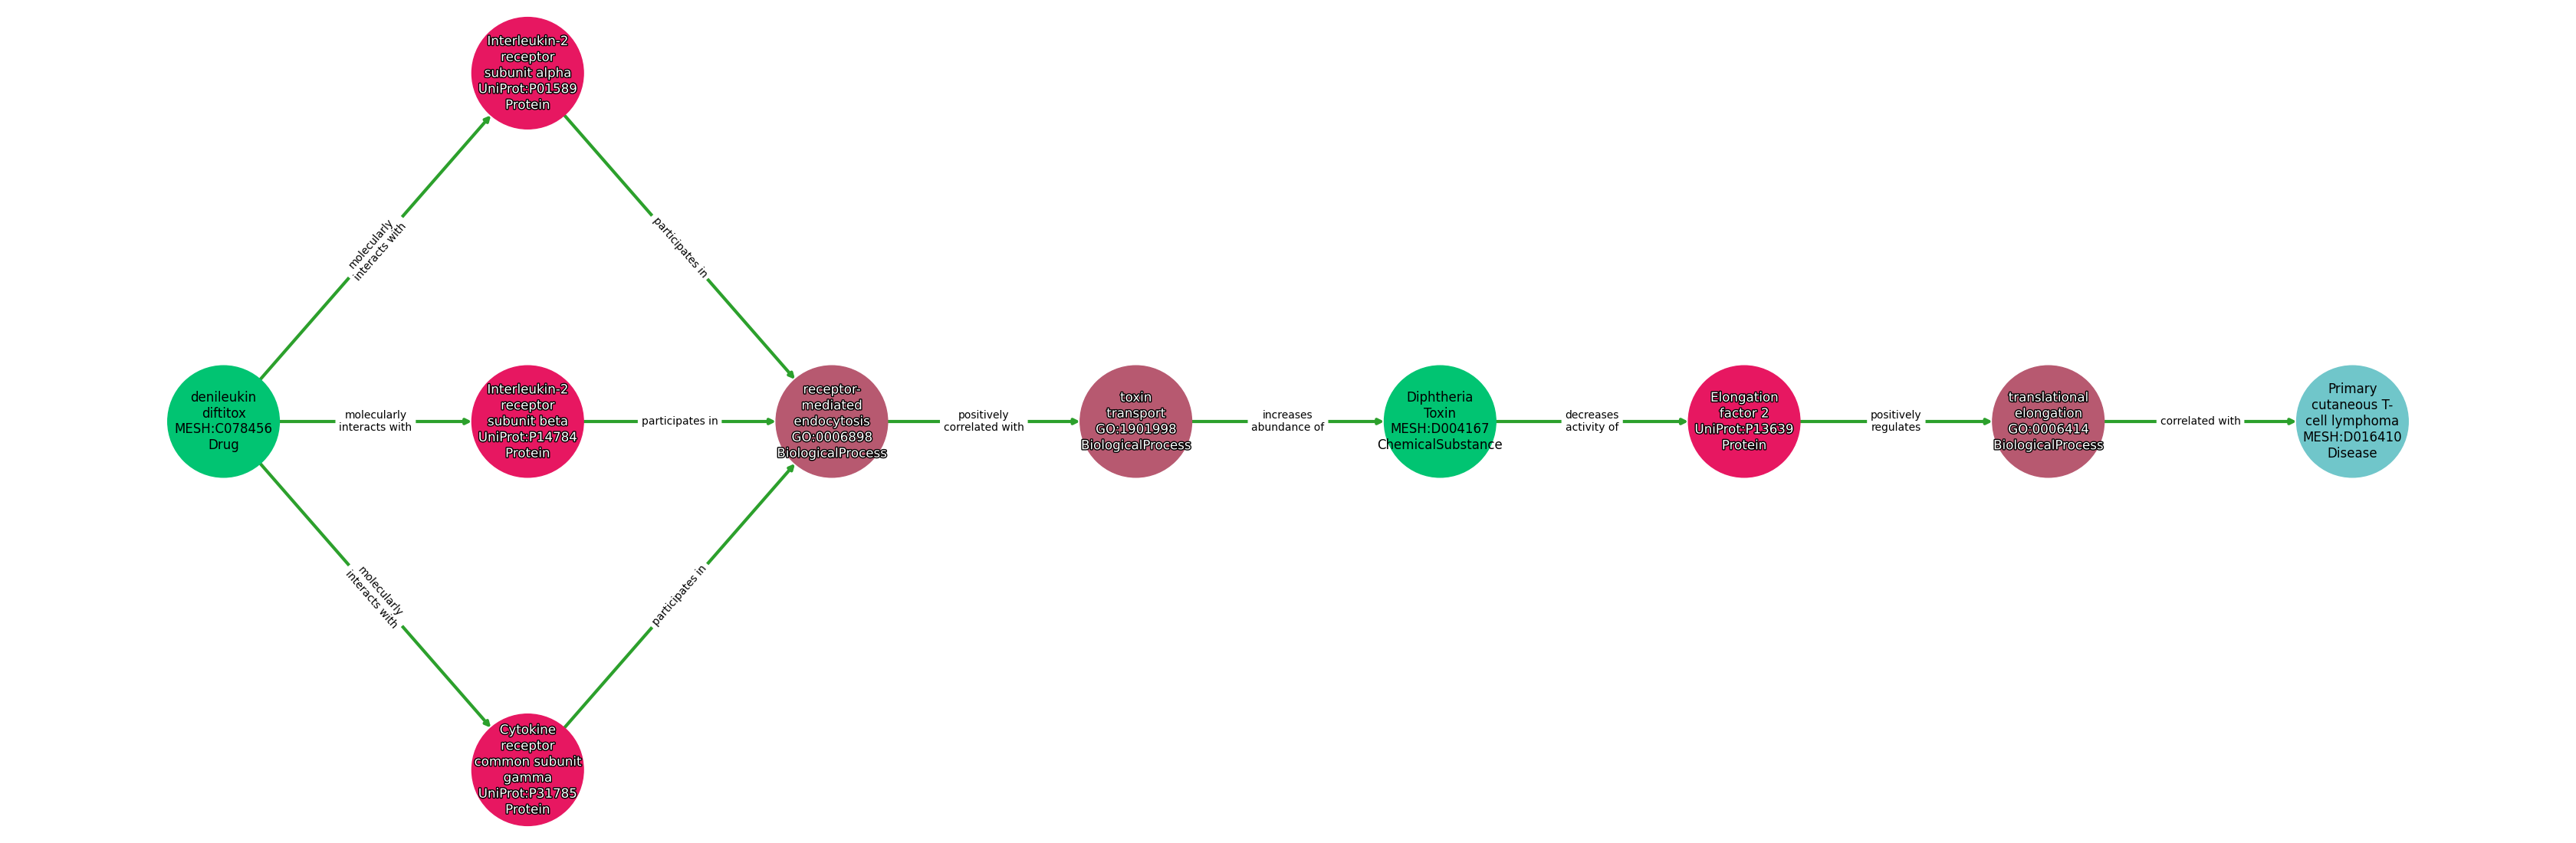 Interleukin-2
receptor
subunit alpha
UniProt:P01589
Protein
molecularly
interacts with
participates in
denileukin
diftitox
MESH:C078456
Drug
molecularly
interacts with
Interleukin-2
receptor
subunit beta
UniProt:P14784
Protein
participates in
receptor-
mediated
endocytosis
GO:0006898
BiologicalProcess
positively
correlated with
toxin
transport
GO:1901998
BiologicalProcess
increases
abundance of
Diphtheria
Toxin
MESH:D004167
ChemicalSubstance
decreases
activity of
Elongation
factor 2
UniProt:P13639
Protein
positively
regulates
translational
elongation
GO:0006414
BiologicalProcess
correlated with
Primary
cutaneous T-
cell lymphoma
MESH:D016410
Disease
molecularly
interacts with
participates in
Cytokine
receptor
common subunit
gamma
UniProt:P31785
Protein